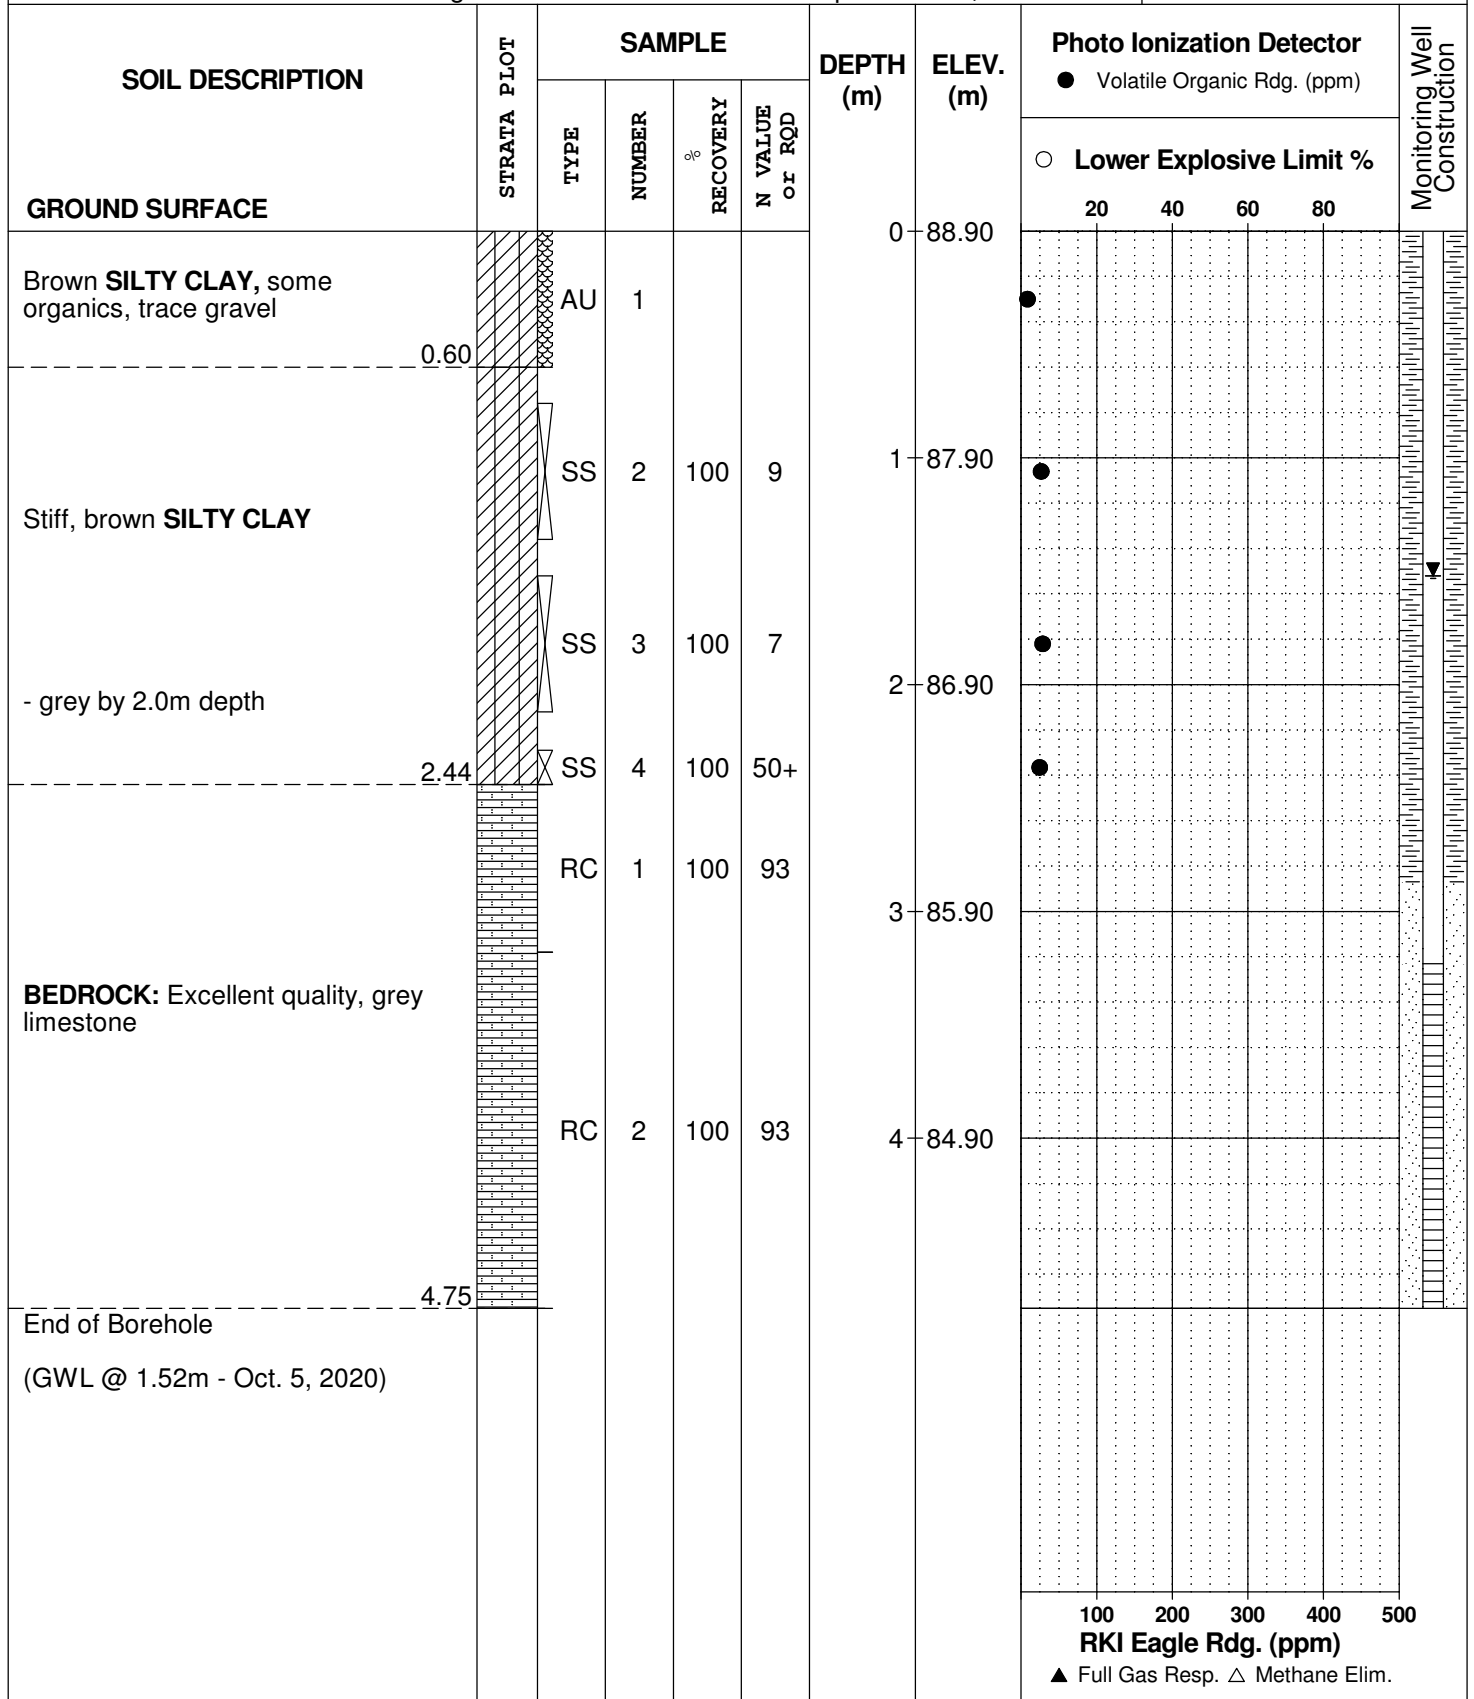 SOIL DESCRIPTION
GROUND SURFACE
STRATA PLOT
SAMPLE
TYPE
NUMBER
%
RECOVERY
N VALUE
or RQD
DEPTH
(m)
ELEV.
(m)
Photo Ionization Detector
● Volatile Organic Rdg. (ppm)
○ Lower Explosive Limit %
20 40 60 80
Monitoring Well
Construction
0 88.90
Brown SILTY CLAY, some
organics, trace gravel
AU 1
0.60
1 87.90
SS 2 100 9
Stiff, brown SILTY CLAY
SS 3 100 7
2 86.90
- grey by 2.0m depth
SS 4 100 50+
2.44
RC 1 100 93
3 85.90
BEDROCK: Excellent quality, grey
limestone
RC 2 100 93
4 84.90
4.75
End of Borehole
(GWL @ 1.52m - Oct. 5, 2020)
100 200 300 400 500
RKI Eagle Rdg. (ppm)
▲ Full Gas Resp. △ Methane Elim.